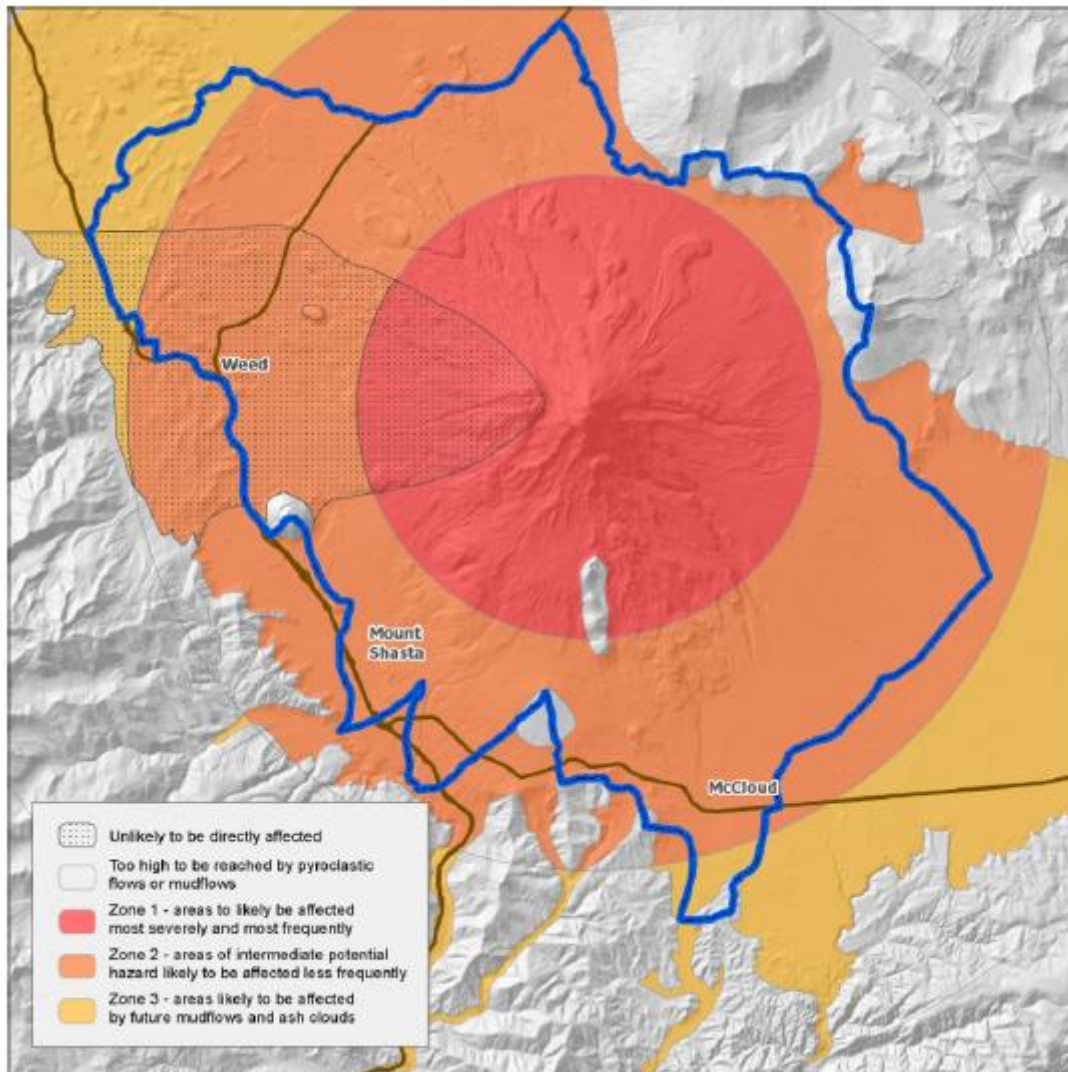 Weed
Mount
Shasta
McCloud
Unlikely to be directly affected
Too high to be reached by pyroclastic
flows or mudflows
Zone 1 - areas to likely be affected
most severely and most frequently
Zone 2 - areas of intermediate potential
hazard likely to be affected less frequently
Zone 3 - areas likely to be affected
by future mudflows and ash clouds